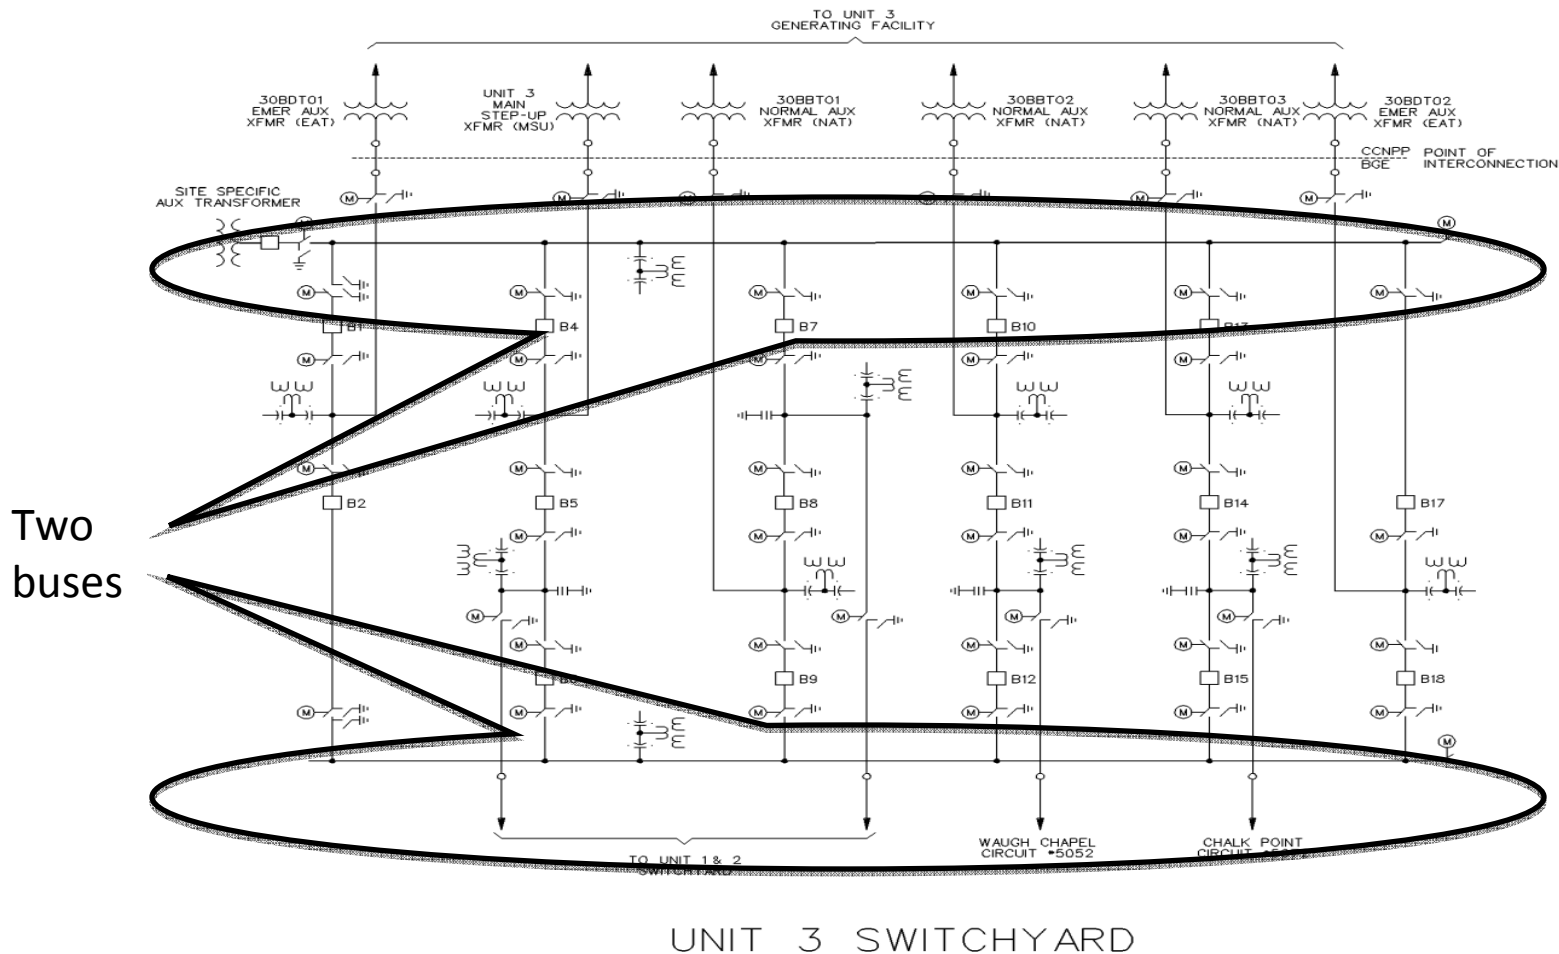 TO UNIT 3
GENERATING FACILITY
30BDT01
EMER AUX
XFMR (EAT)
UNIT 3
MAIN
STEP-UP
XFMR (MSU)
30BBT01
NORMAL AUX
XFMR (NAT)
30BBT02
NORMAL AUX
XFMR (NAT)
30BBT03
NORMAL AUX
XFMR (NAT)
30BDT02
EMER AUX
XFMR (EAT)
CCNPP
BGE
POINT OF
INTERCONNECTION
SITE SPECIFIC
AUX TRANSFORMER
M M M M M M
M M
M M M M M M
B1 B4 B7 B10 B13
M M M M M
M M M M M
B2 B5 B8 B11 B14 B17
M M M M M
M M M M
M M M M M
B9 B12 B15 B18
M M M M M M
M
Two
buses
TO UNIT 1 & 2
SWITCHYARD
WAUGH CHAPEL
CIRCUIT #5052
CHALK POINT
CIRCUIT
UNIT 3 SWITCHYARD